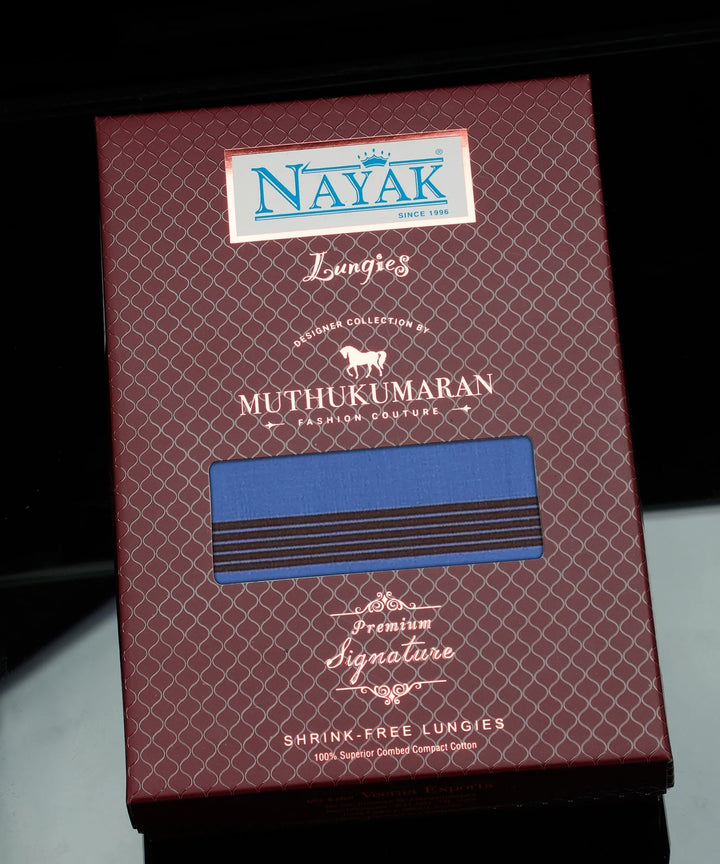 NAYAK®
SINCE 1996
Lungies
DESIGNER COLLECTION BY
MUTHUKUMARAN
FASHION COUTURE
Premium
Signature
SHRINK-FREE LUNGIES
100% Superior Combed Compact Cotton